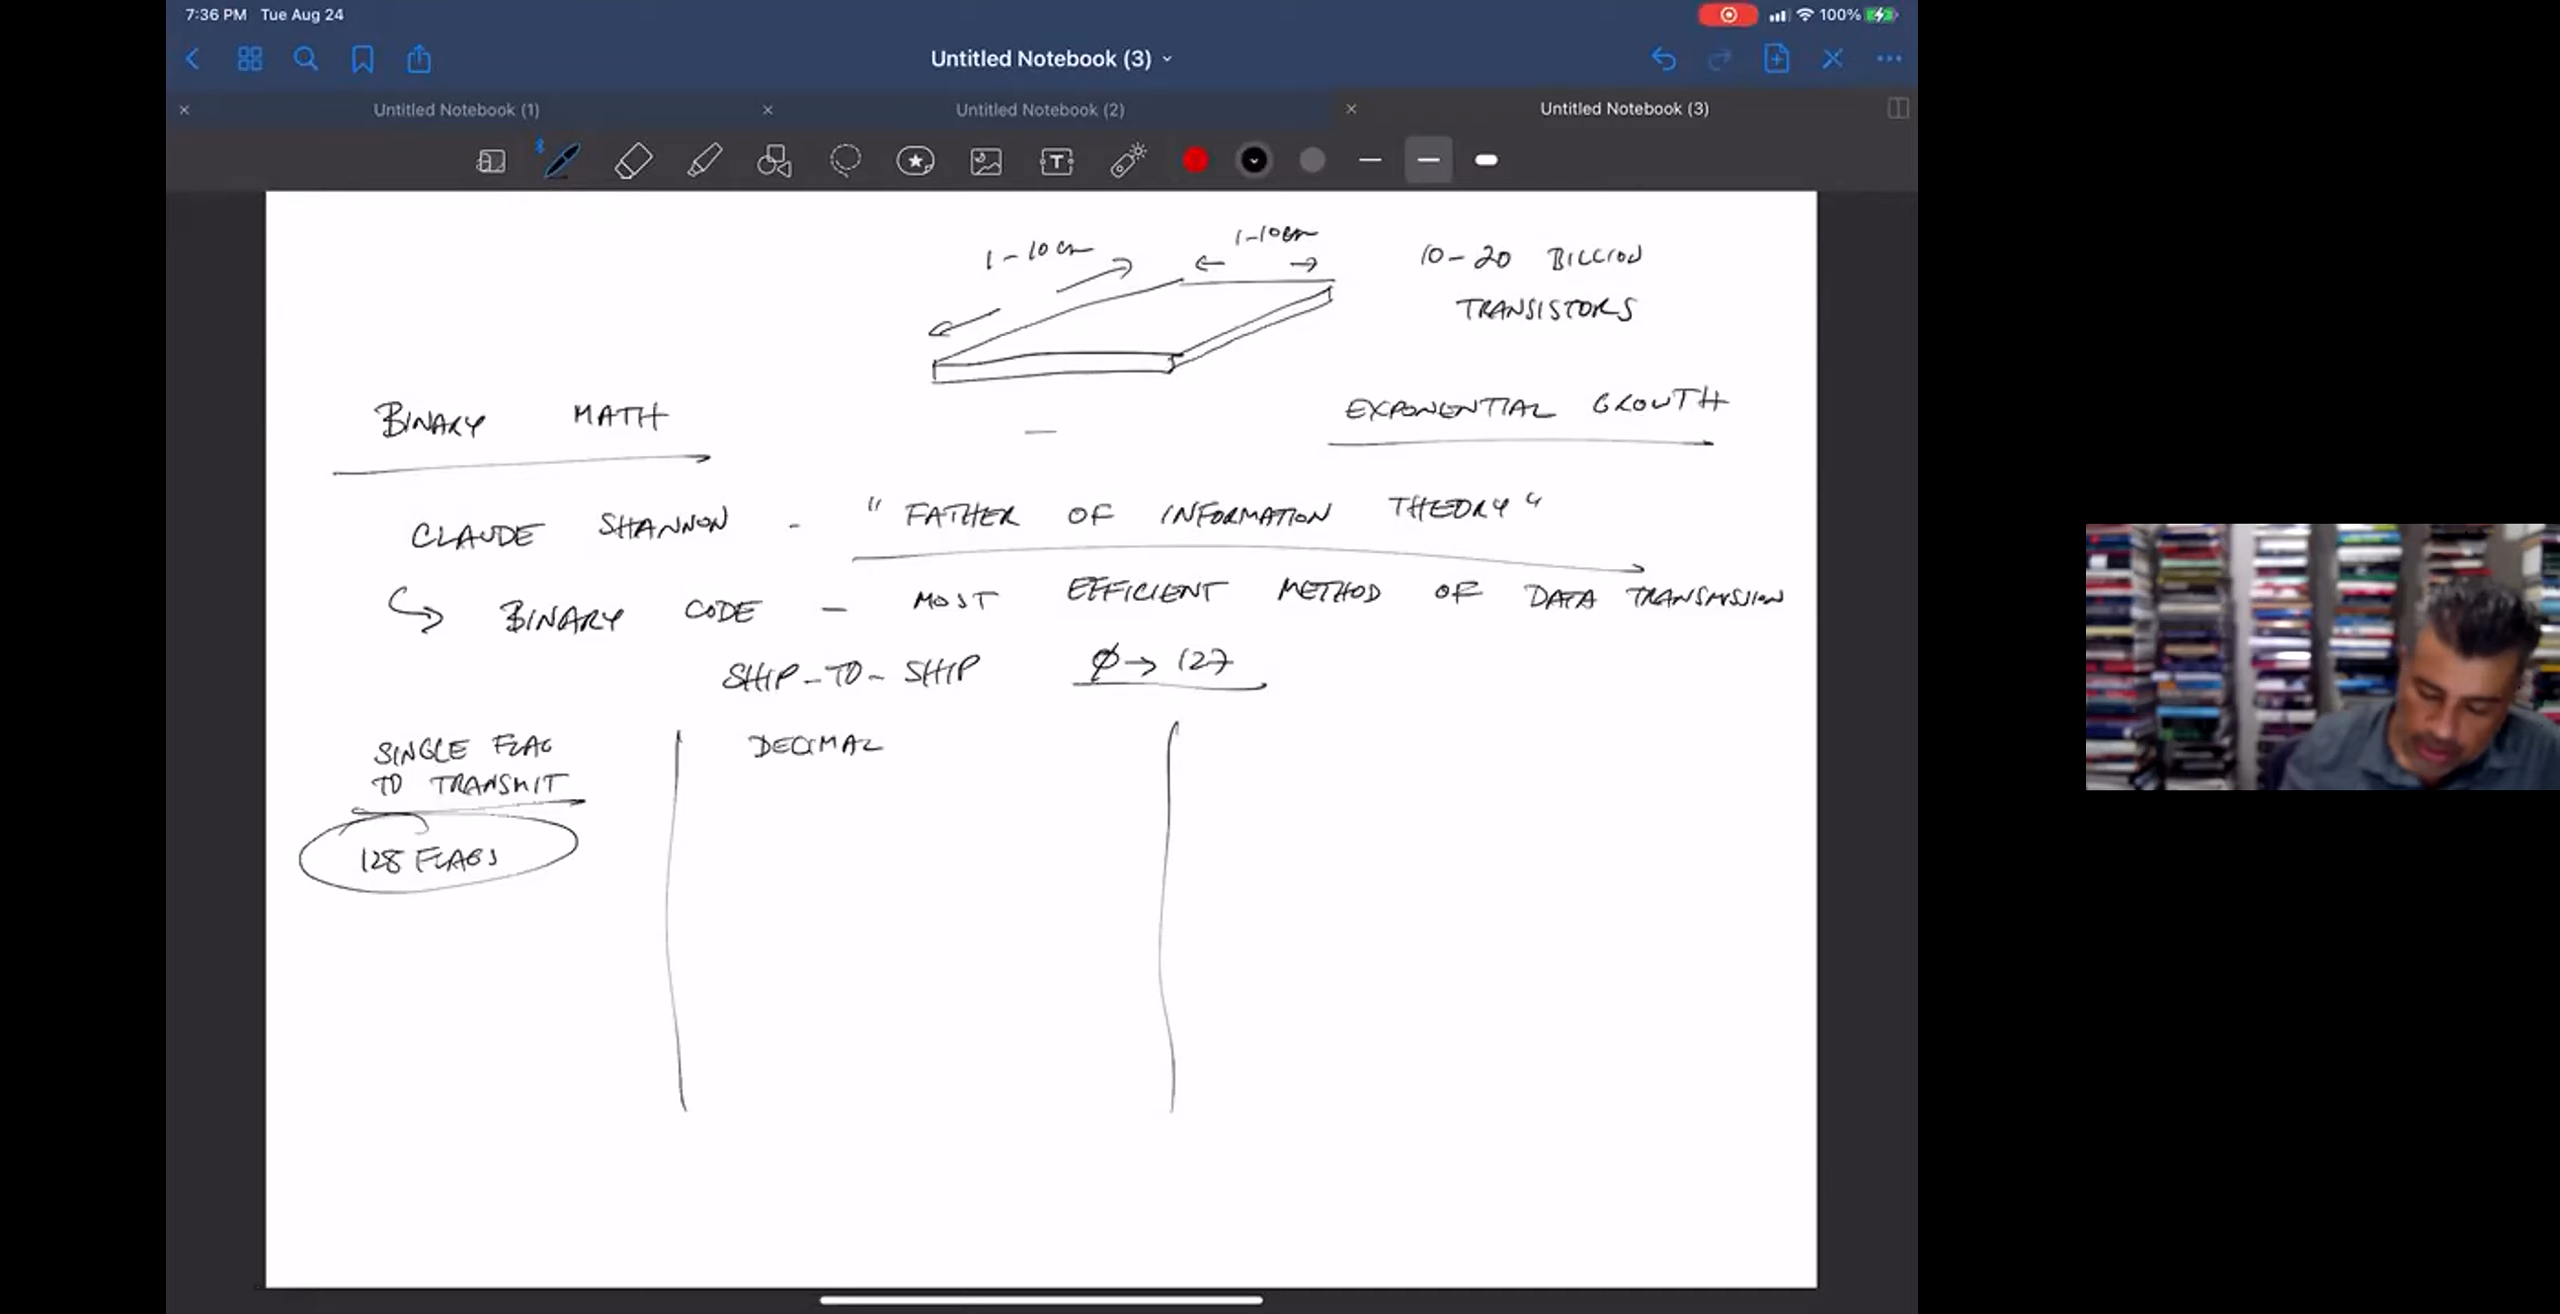 7:36 PM Tue Aug 24
100%
Untitled Notebook (3)
Untitled Notebook (1)
Untitled Notebook (2)
Untitled Notebook (3)
T
1-10cm
1-10cm
10-20 BILLION
TRANSISTORS
BINARY MATH
EXPONENTIAL GROWTH
CLAUDE SHANNON - "FATHER OF INFORMATION THEORY"
BINARY CODE - MOST EFFICIENT METHOD OF DATA TRANSMISSION
SHIP-TO-SHIP Ø→127
SINGLE FLAG
TO TRANSMIT
128 FLAGS
DECIMAL